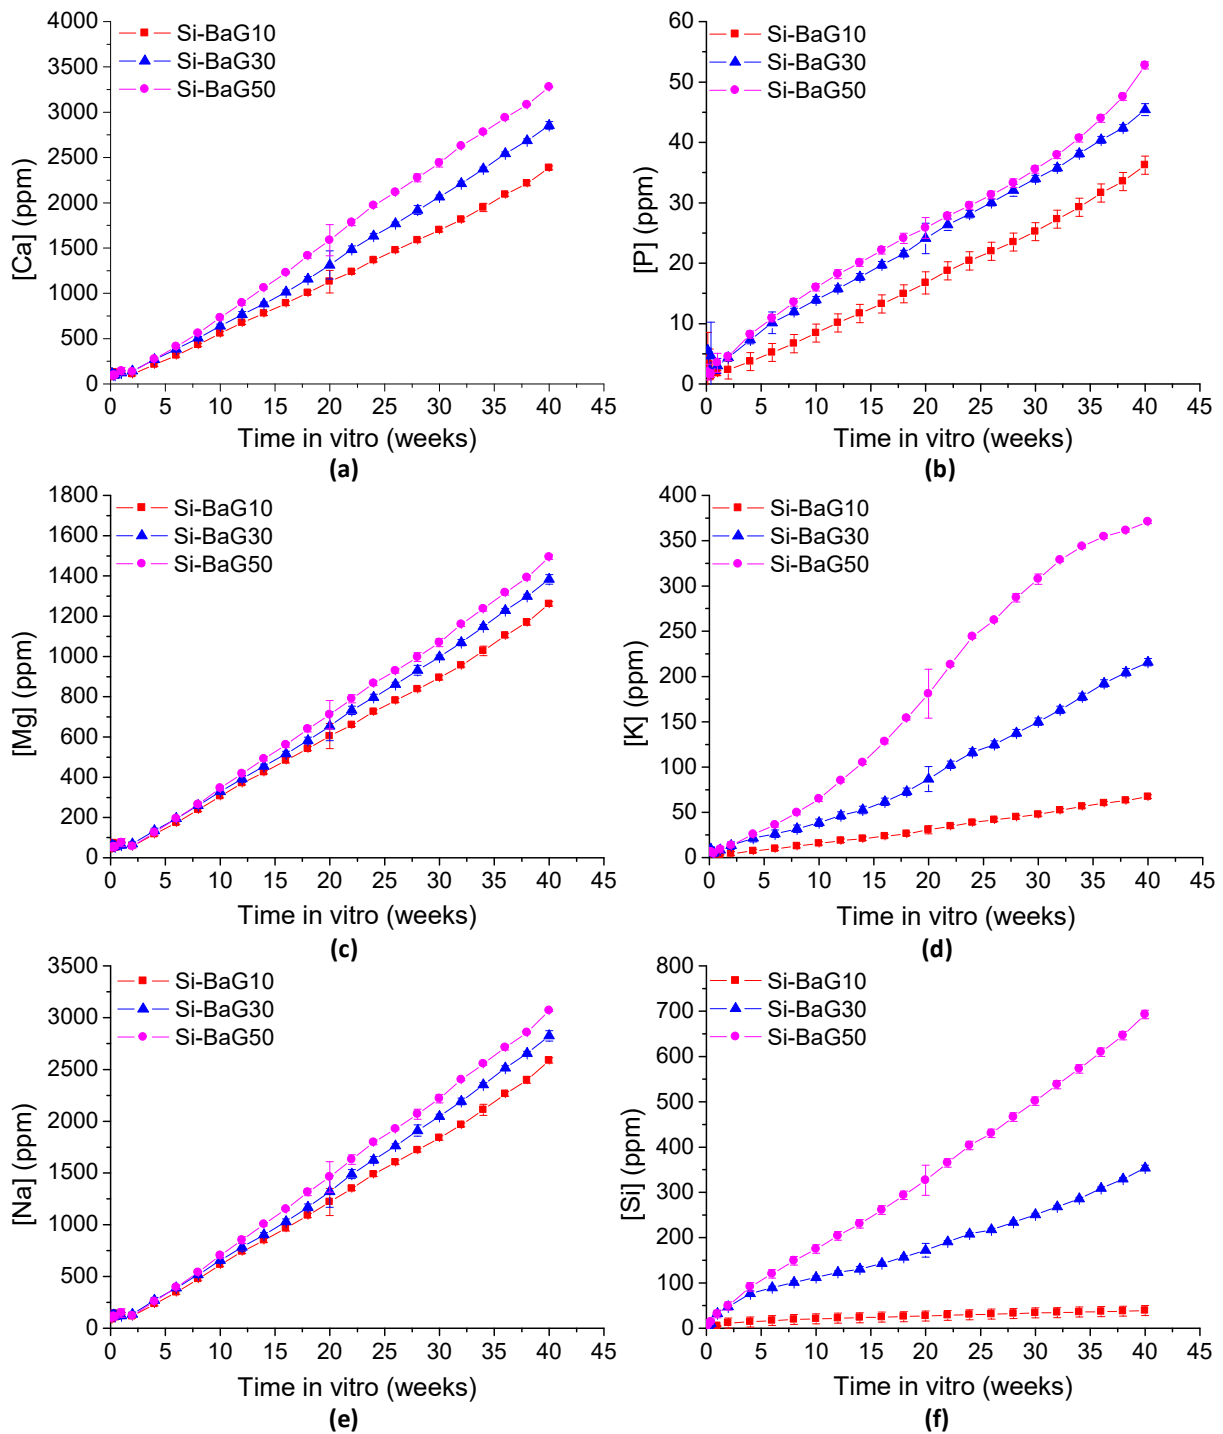 Si-BaG10
Si-BaG30
Si-BaG50
4000
3500
3000
2500
2000
1500
1000
500
0
[Ca] (ppm)
0 5 10 15 20 25 30 35 40 45
Time in vitro (weeks)
(a)
Si-BaG10
Si-BaG30
Si-BaG50
60
50
40
30
20
10
0
[P] (ppm)
0 5 10 15 20 25 30 35 40 45
Time in vitro (weeks)
(b)
Si-BaG10
Si-BaG30
Si-BaG50
1800
1600
1400
1200
1000
800
600
400
200
0
[Mg] (ppm)
0 5 10 15 20 25 30 35 40 45
Time in vitro (weeks)
(c)
Si-BaG10
Si-BaG30
Si-BaG50
400
350
300
250
200
150
100
50
0
[K] (ppm)
0 5 10 15 20 25 30 35 40 45
Time in vitro (weeks)
(d)
Si-BaG10
Si-BaG30
Si-BaG50
3500
3000
2500
2000
1500
1000
500
0
[Na] (ppm)
0 5 10 15 20 25 30 35 40 45
Time in vitro (weeks)
(e)
Si-BaG10
Si-BaG30
Si-BaG50
800
700
600
500
400
300
200
100
0
[Si] (ppm)
0 5 10 15 20 25 30 35 40 45
Time in vitro (weeks)
(f)